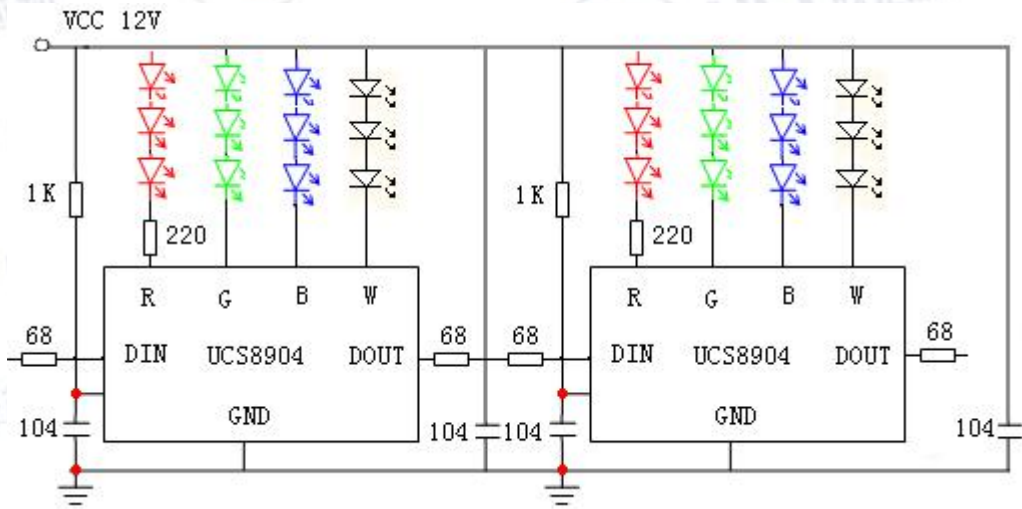 VCC 12V
1K
220
1K
220
R G B W
R G B W
68
DIN UCS8904 DOUT
68
68
DIN UCS8904 DOUT
68
GND
GND
104
104
104
104